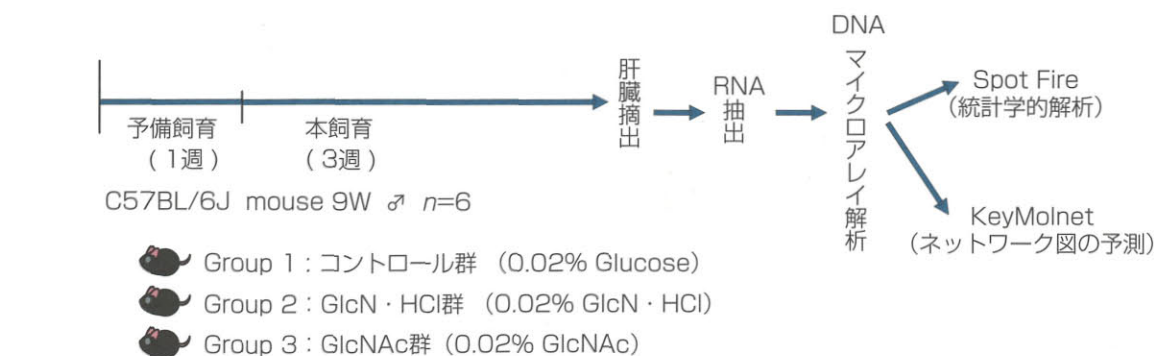 予備飼育
( 1週 )
本飼育
( 3週 )
肝臓摘出
RNA
抽出
DNA
マイクロアレイ解析
Spot Fire
(統計学的解析)
KeyMolnet
(ネットワーク図の予測)
C57BL/6J mouse 9W ♂ n=6
Group 1 : コントロール群 (0.02% Glucose)
Group 2 : GlcN・HCl群 (0.02% GlcN・HCl)
Group 3 : GlcNAc群 (0.02% GlcNAc)